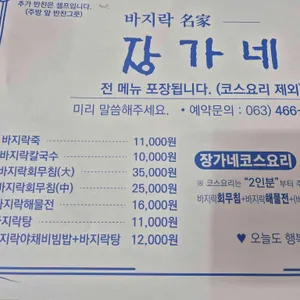 추가 반찬은 셀프입니다.
(주방 앞 반찬그릇)
바지락 名家
장가네
전 메뉴 포장됩니다. (코스요리 제외
미리 말씀해주세요. • 예약문의 : 063) 466-
바지락죽 11,000원
바지락칼국수 10,000원
바지락회무침(大) 35,000원
바지락회무침(中) 25,000원
바지락해물전 16,000원
바지락탕 11,000원
지락야채비빔밥+바지락탕 12,000원
장가네코스요리
※ 코스요리는 "2인분"부터
바지락회무침+바지락해물전+(바
♥ 오늘도 행복